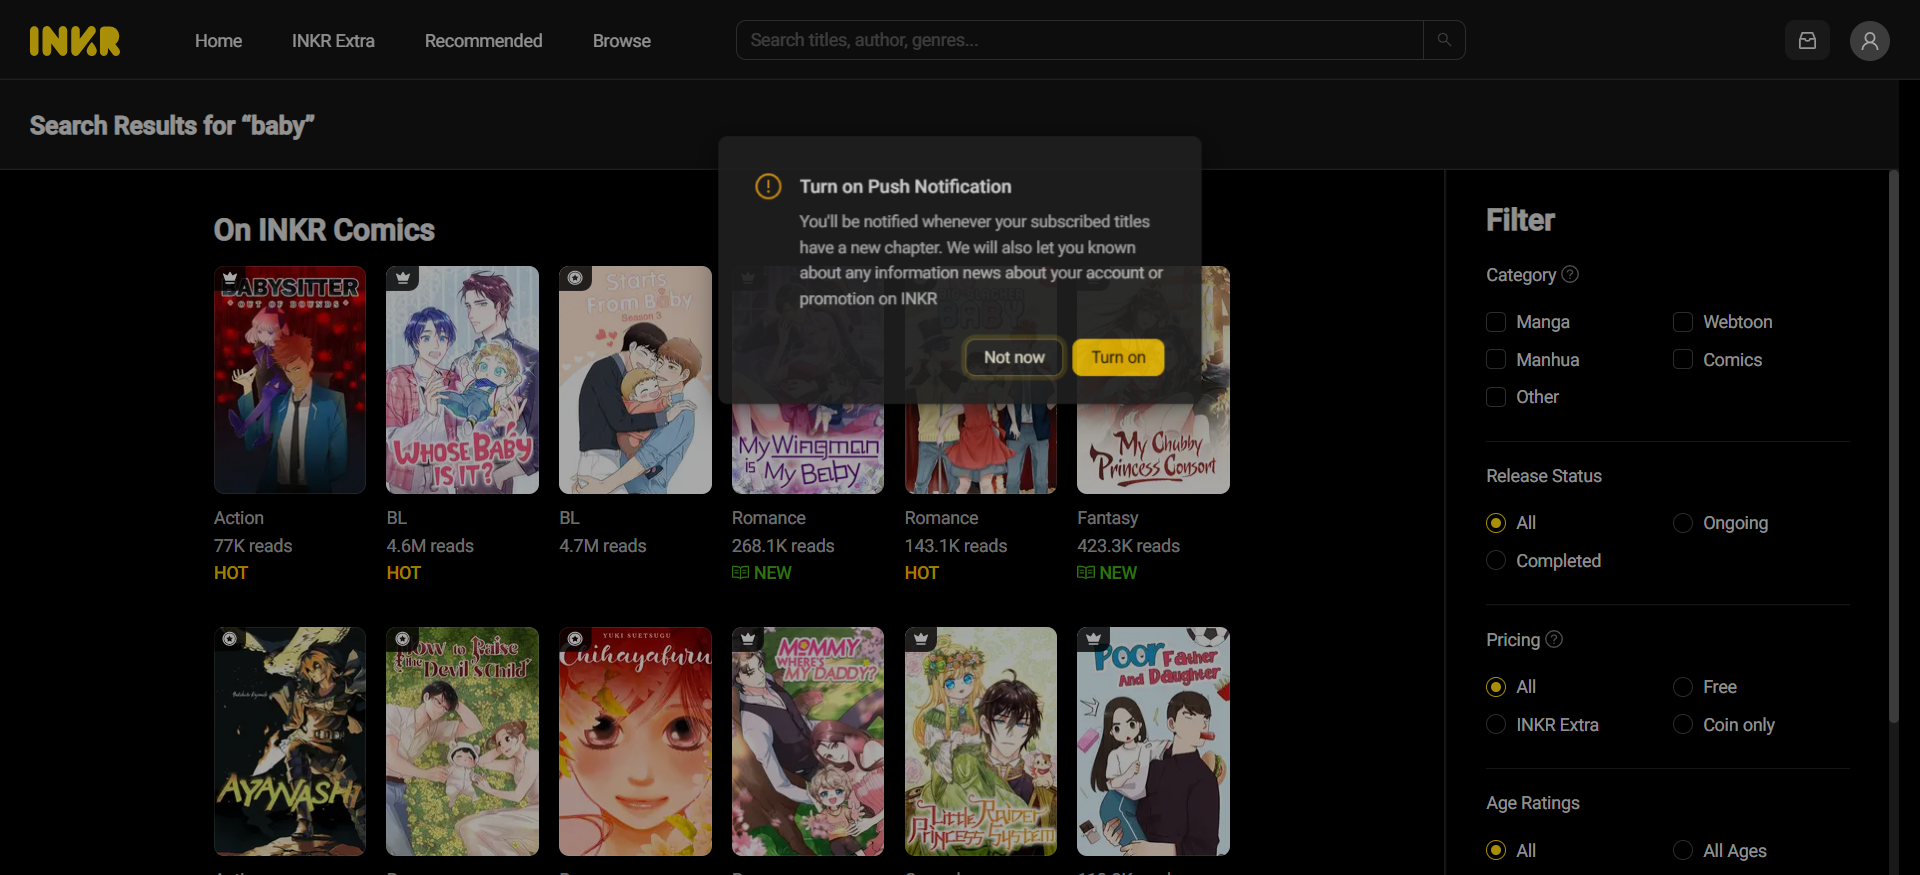 INKR
Home
INKR Extra
Recommended
Browse
Search titles, author, genres...
Search Results for “baby”
Turn on Push Notification
You'll be notified whenever your subscribed titles
have a new chapter. We will also let you known
about any information news about your account or
promotion on INKR
Not now
Turn on
On INKR Comics
BABYSITTER
OUT OF BOUNDS
WHOSE BABY
IS IT?
Starts
From Baby
Season 3
My Wingman
is My Baby
BABY
My Chubby
Princess Consort
Action
77K reads
HOT
BL
4.6M reads
HOT
BL
4.7M reads
Romance
268.1K reads
NEW
Romance
143.1K reads
HOT
Fantasy
423.3K reads
NEW
AYANASHI
How to Raise
the Devil's Child
YUKI SUETSUGU
Chihayafuru
MOMMY
WHERE'S
MY DADDY?
Little Raider
Princess System
Poor Father
And Daughter
Filter
Category
Manga
Webtoon
Manhua
Comics
Other
Release Status
All
Ongoing
Completed
Pricing
All
Free
INKR Extra
Coin only
Age Ratings
All
All Ages